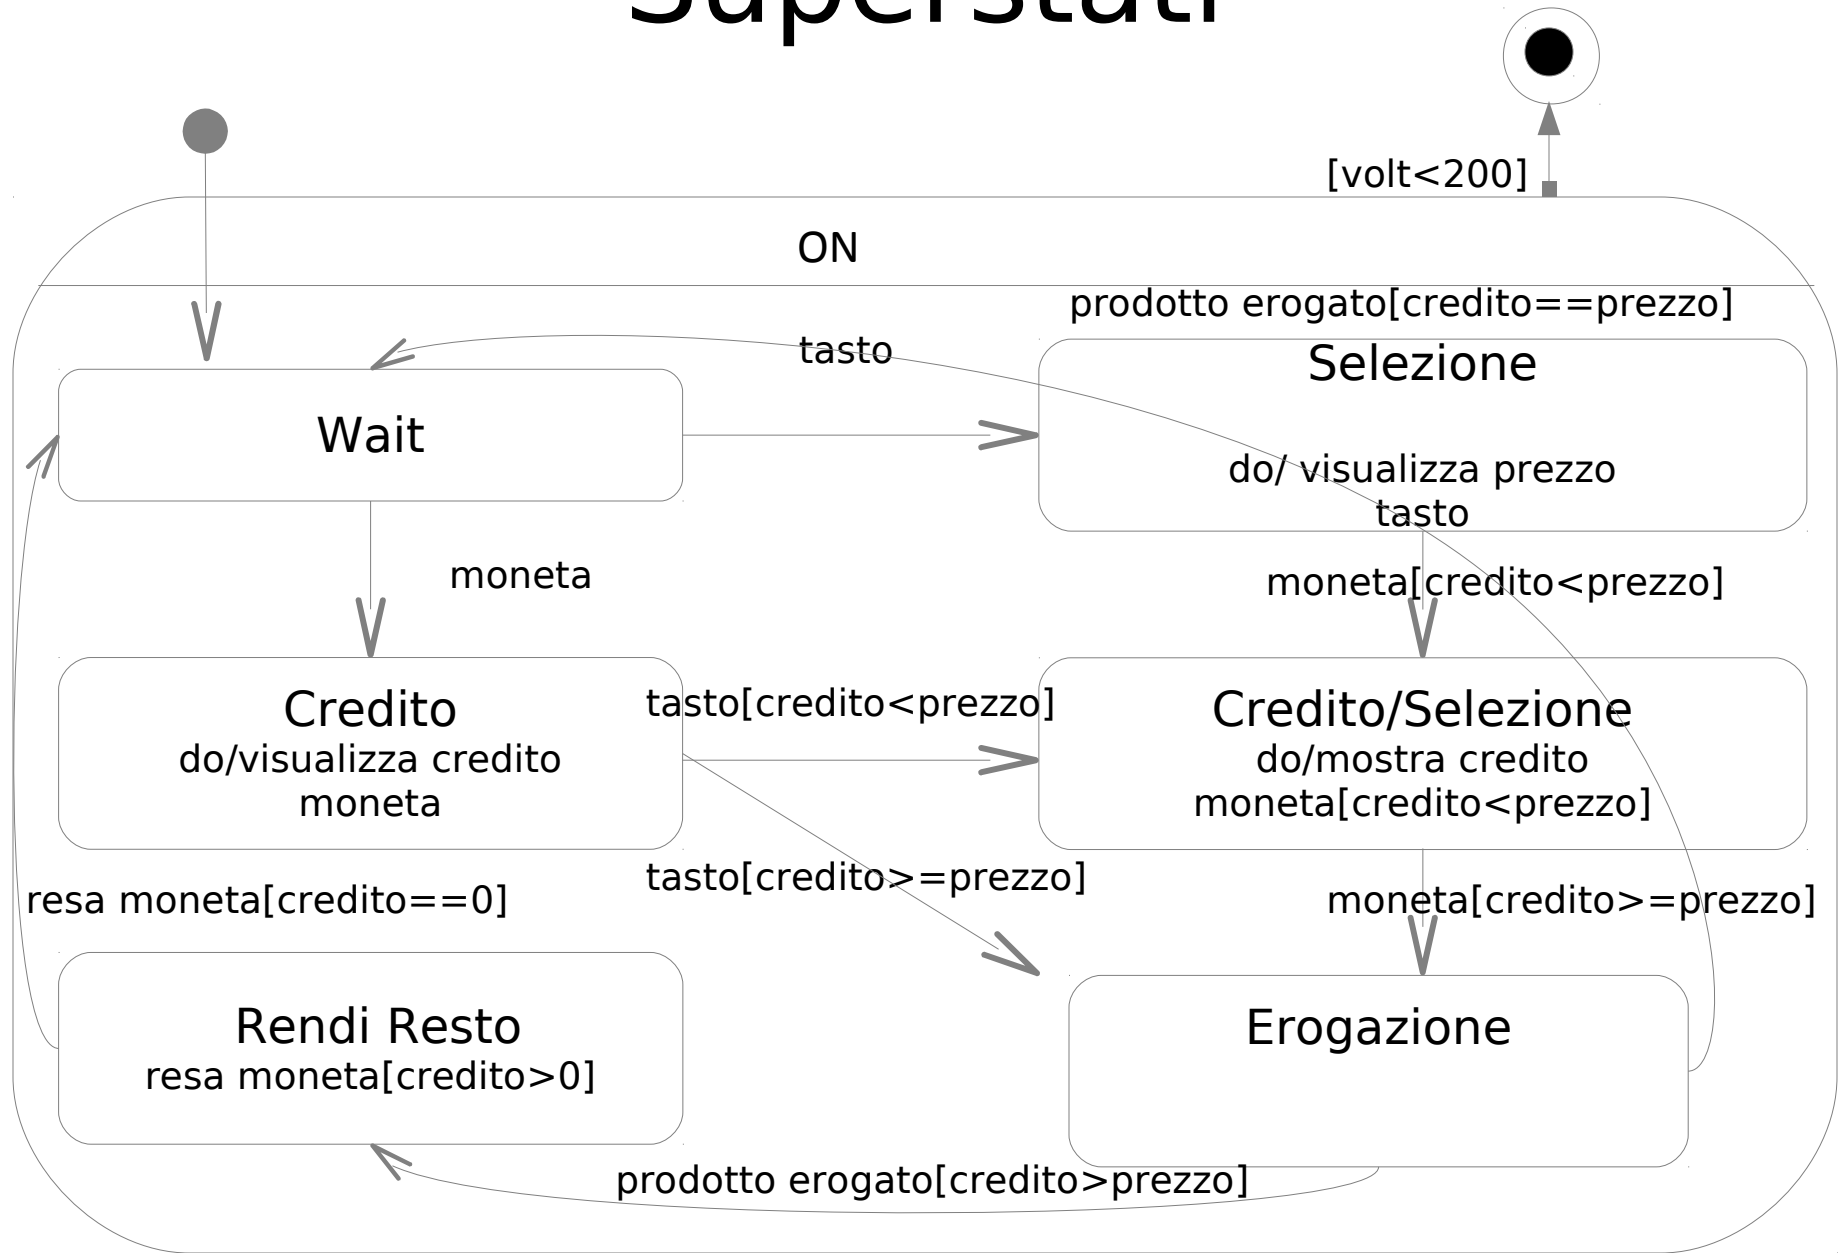 Superstati
[volt<200]
ON
prodotto erogato[credito==prezzo]
tasto
Selezione
Wait
do/ visualizza prezzo
tasto
moneta
moneta[credito<prezzo]
Credito
do/visualizza credito
moneta
tasto[credito<prezzo]
Credito/Selezione
do/mostra credito
moneta[credito<prezzo]
tasto[credito>=prezzo]
resa moneta[credito==0]
moneta[credito>=prezzo]
Rendi Resto
resa moneta[credito>0]
Erogazione
prodotto erogato[credito>prezzo]